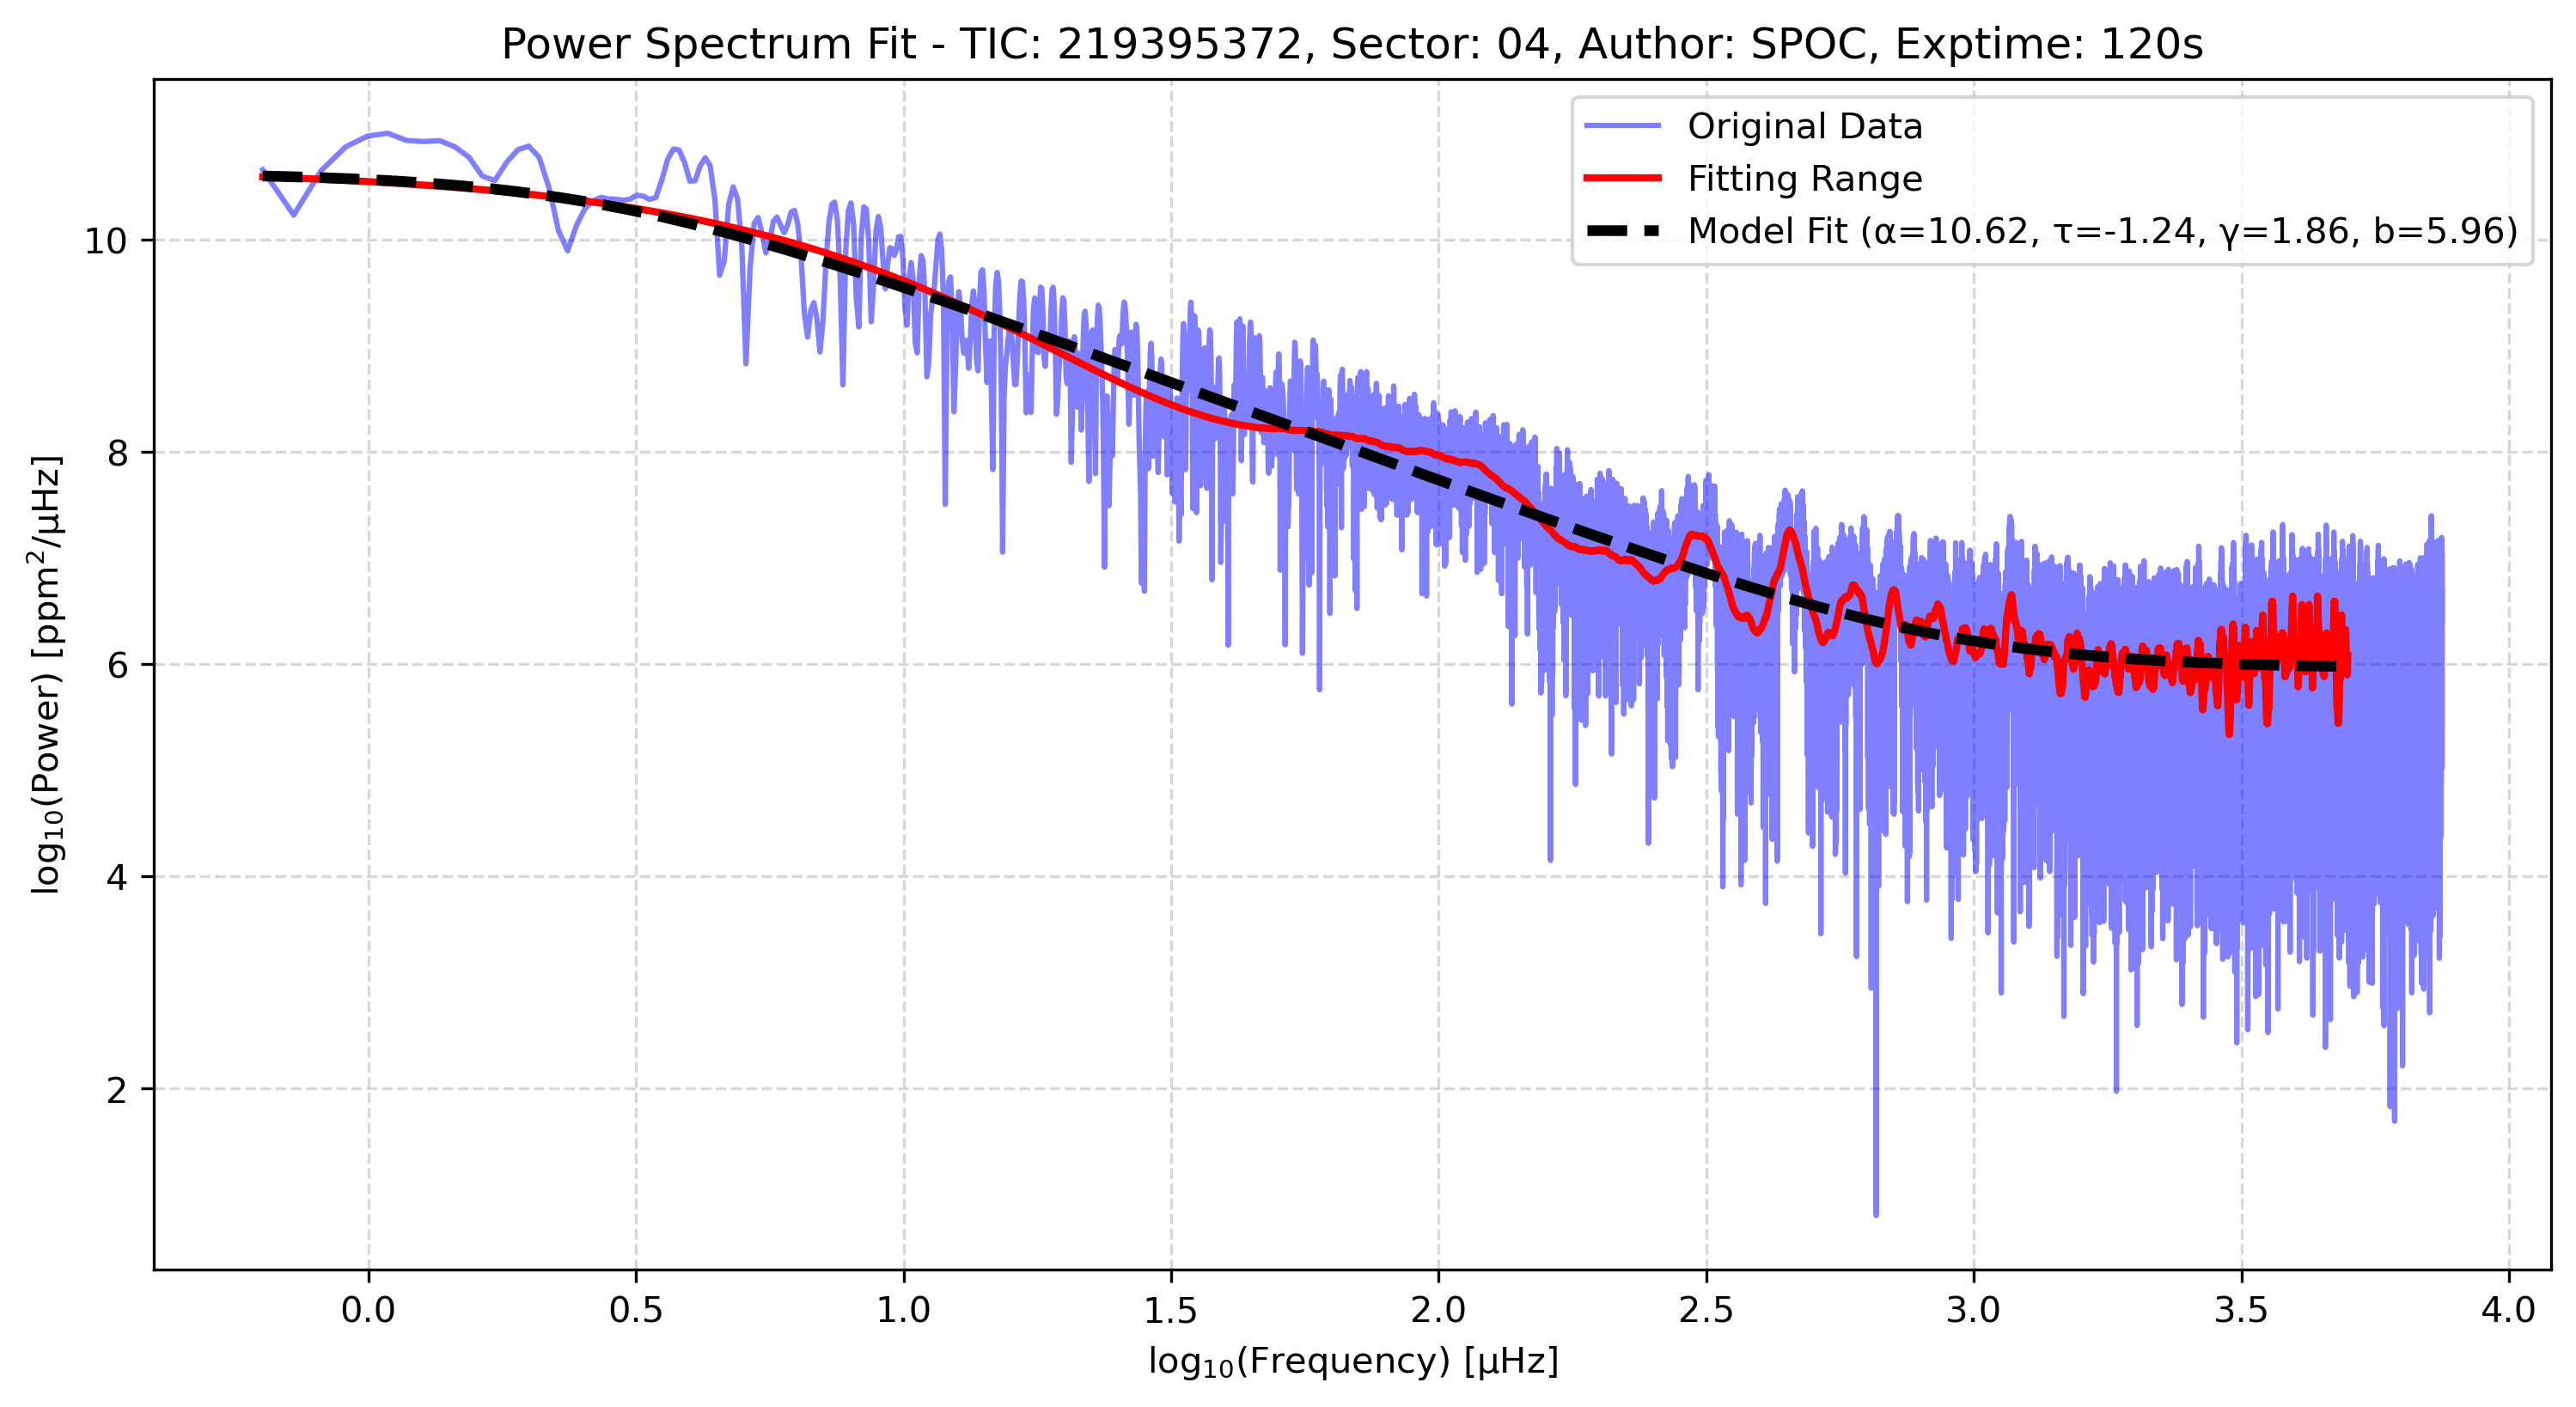 Power Spectrum Fit - TIC: 219395372, Sector: 04, Author: SPOC, Exptime: 120s
Original Data
Fitting Range
Model Fit (α=10.62, τ=-1.24, γ=1.86, b=5.96)
log₁₀(Power) [ppm²/μHz]
10
8
6
4
2
0.0 0.5 1.0 1.5 2.0 2.5 3.0 3.5 4.0
log₁₀(Frequency) [μHz]